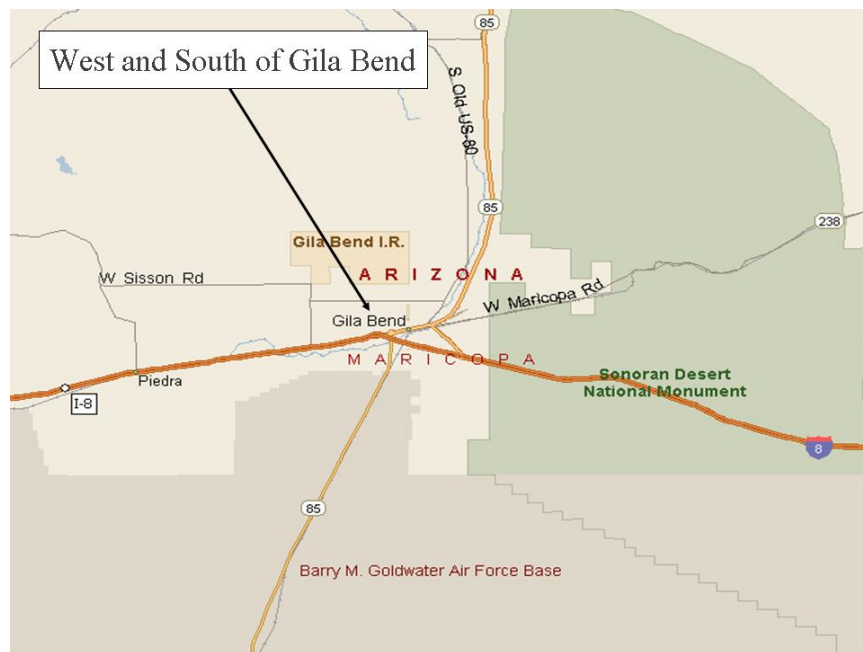 85
West and South of Gila Bend
S Old US-80
85
238
Gila Bend I.R.
ARIZONA
W Sisson Rd
W Maricopa Rd
Gila Bend
MARICOPA
Piedra
Sonoran Desert
National Monument
I-8
8
85
Barry M. Goldwater Air Force Base